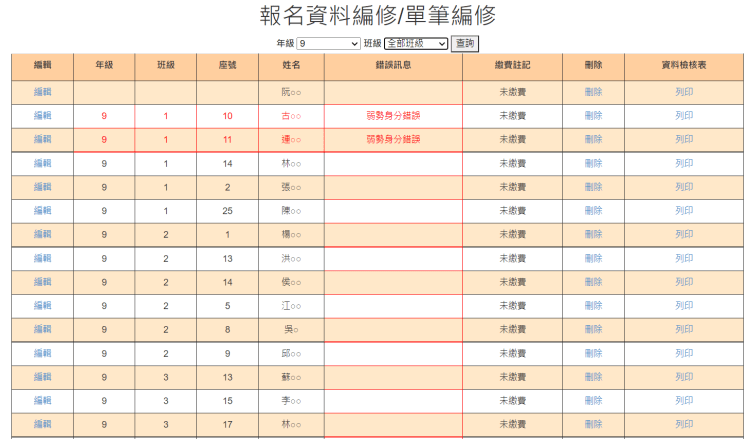 報名資料編修/單筆編修
年級 9 班級 全部班級 查詢
編輯 年級 班級 座號 姓名 錯誤訊息 繳費註記 刪除 資料檢核表
編輯 阮○○ 未繳費 刪除 列印
編輯 9 1 10 古○○ 弱勢身分錯誤 未繳費 刪除 列印
編輯 9 1 11 連○○ 弱勢身分錯誤 未繳費 刪除 列印
編輯 9 1 14 林○○ 未繳費 刪除 列印
編輯 9 1 2 張○○ 未繳費 刪除 列印
編輯 9 1 25 陳○○ 未繳費 刪除 列印
編輯 9 2 1 楊○○ 未繳費 刪除 列印
編輯 9 2 13 洪○○ 未繳費 刪除 列印
編輯 9 2 14 侯○○ 未繳費 刪除 列印
編輯 9 2 5 江○○ 未繳費 刪除 列印
編輯 9 2 8 吳○ 未繳費 刪除 列印
編輯 9 2 9 邱○○ 未繳費 刪除 列印
編輯 9 3 13 蘇○○ 未繳費 刪除 列印
編輯 9 3 15 李○○ 未繳費 刪除 列印
編輯 9 3 17 林○○ 未繳費 刪除 列印